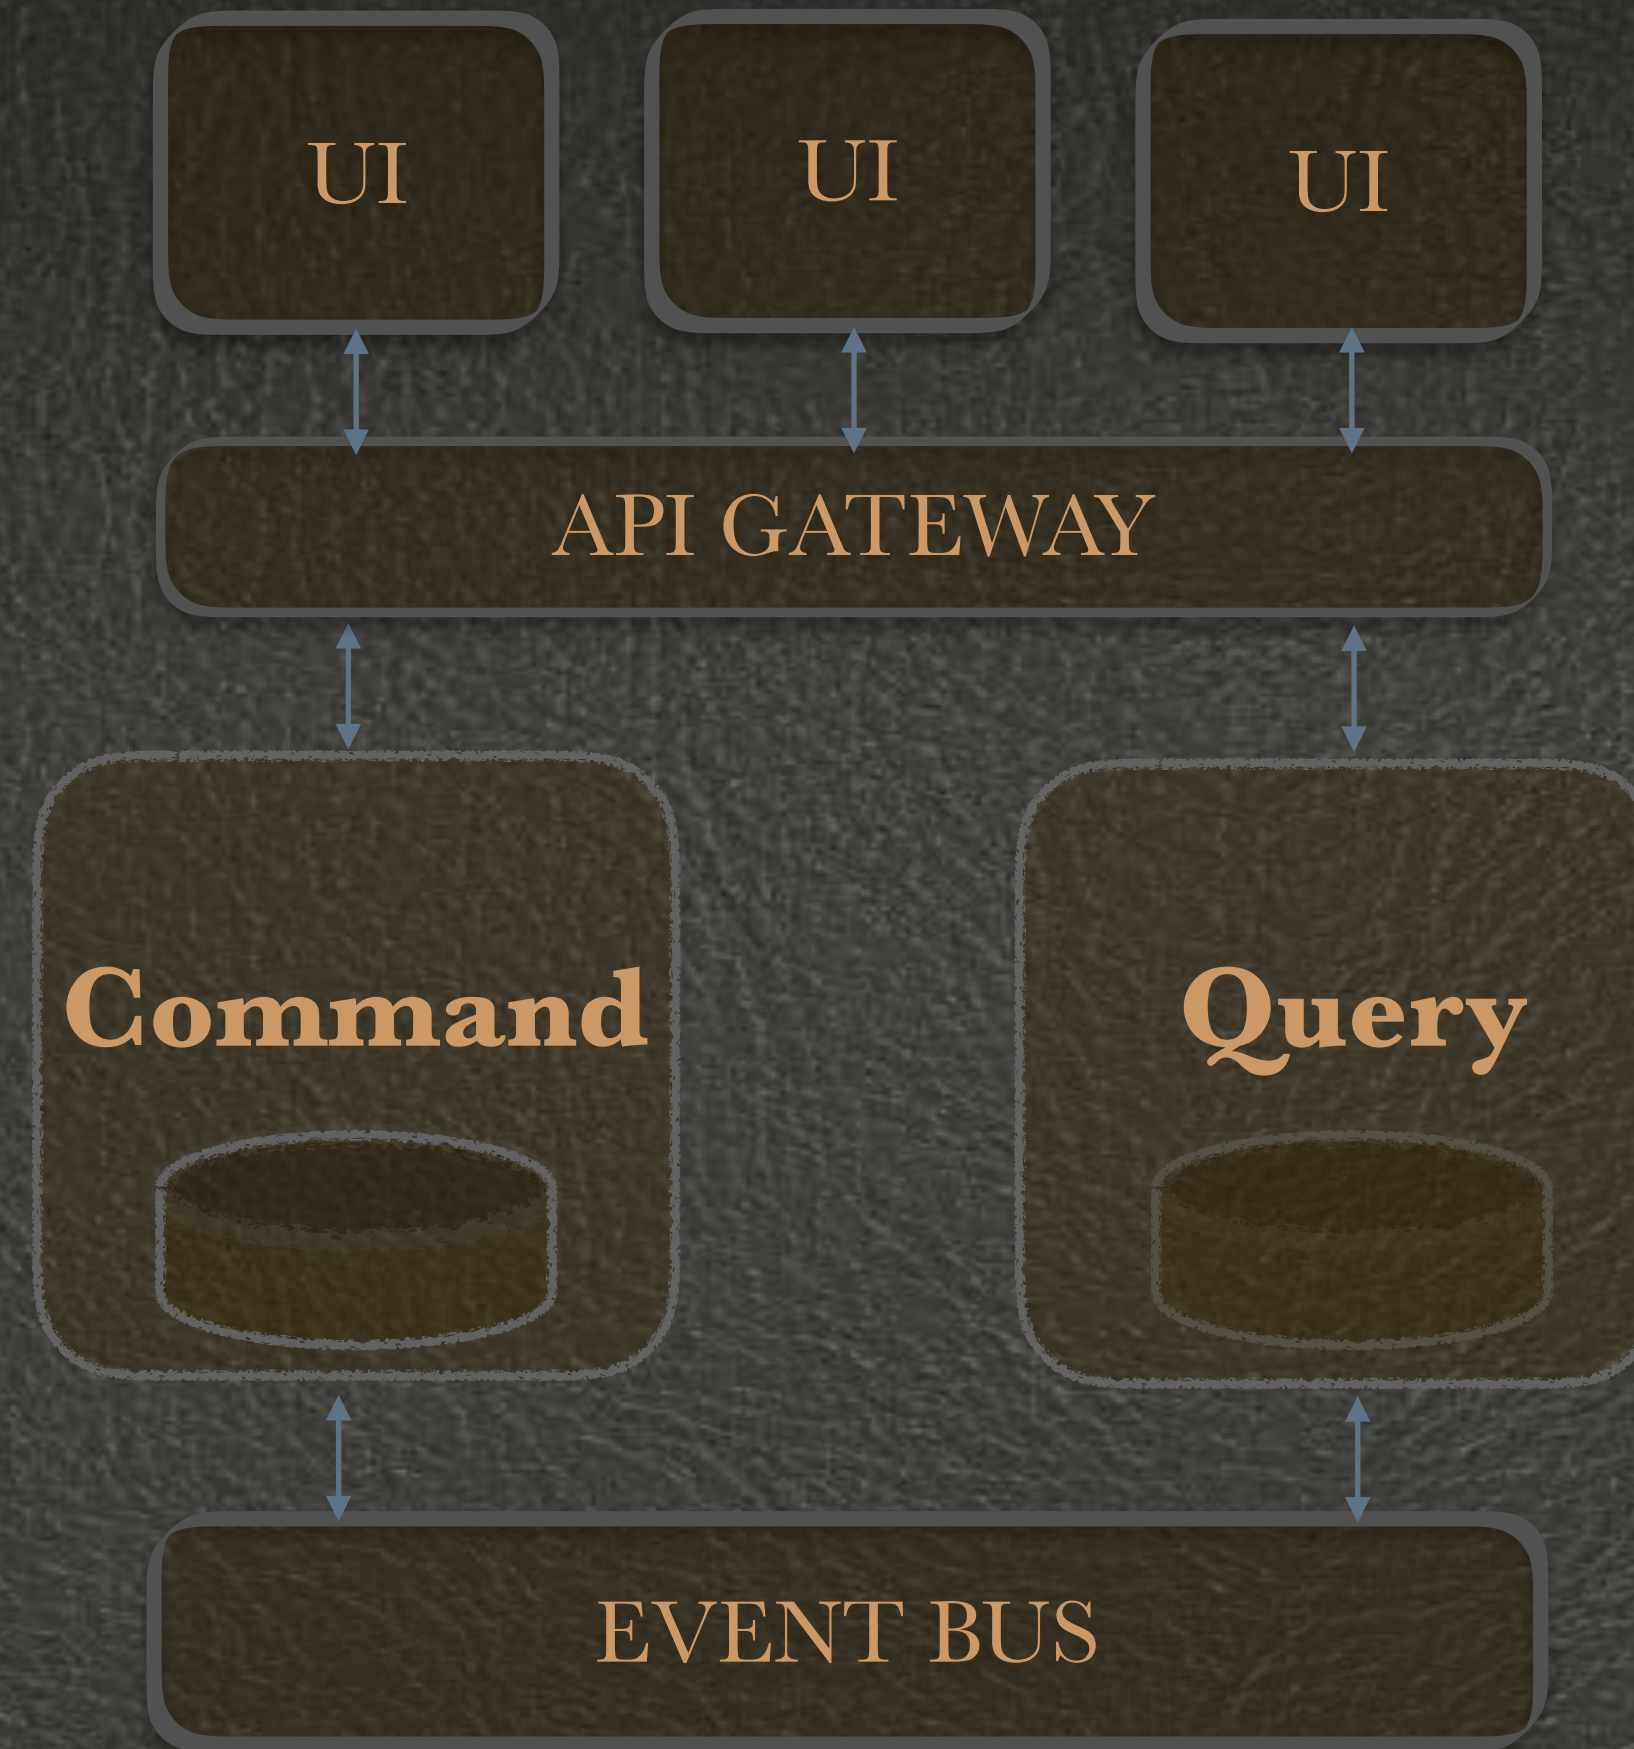 UI
UI
UI
API GATEWAY
Command
Query
EVENT BUS